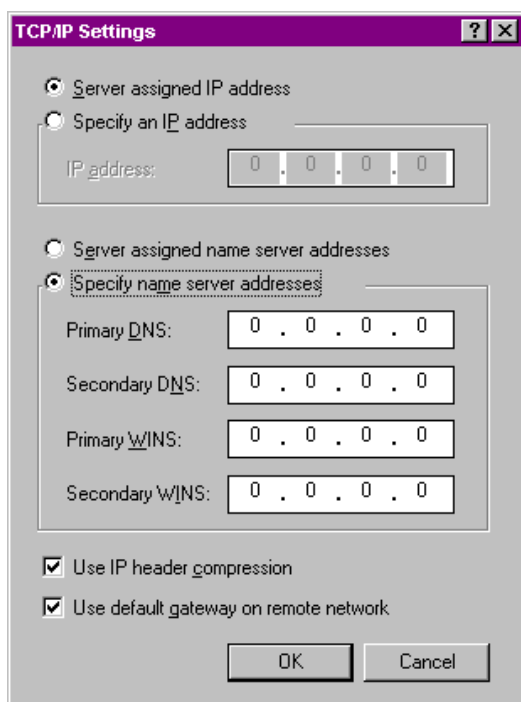 TCP/IP Settings
Server assigned IP address
Specify an IP address
IP address: 0 . 0 . 0 . 0
Server assigned name server addresses
Specify name server addresses
Primary DNS: 0 . 0 . 0 . 0
Secondary DNS: 0 . 0 . 0 . 0
Primary WINS: 0 . 0 . 0 . 0
Secondary WINS: 0 . 0 . 0 . 0
Use IP header compression
Use default gateway on remote network
OK Cancel